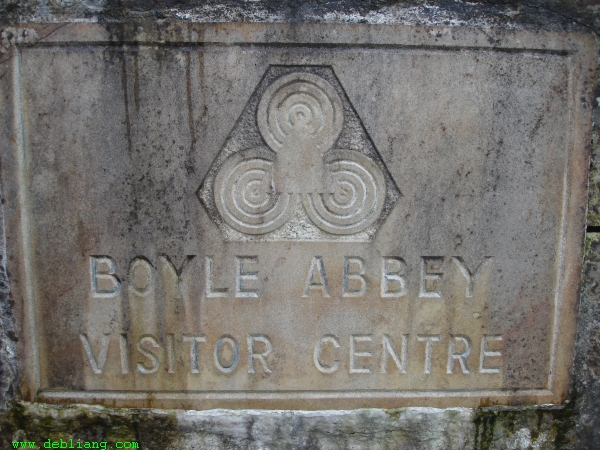 BOYLE ABBEY
VISITOR CENTRE
www.debliang.com